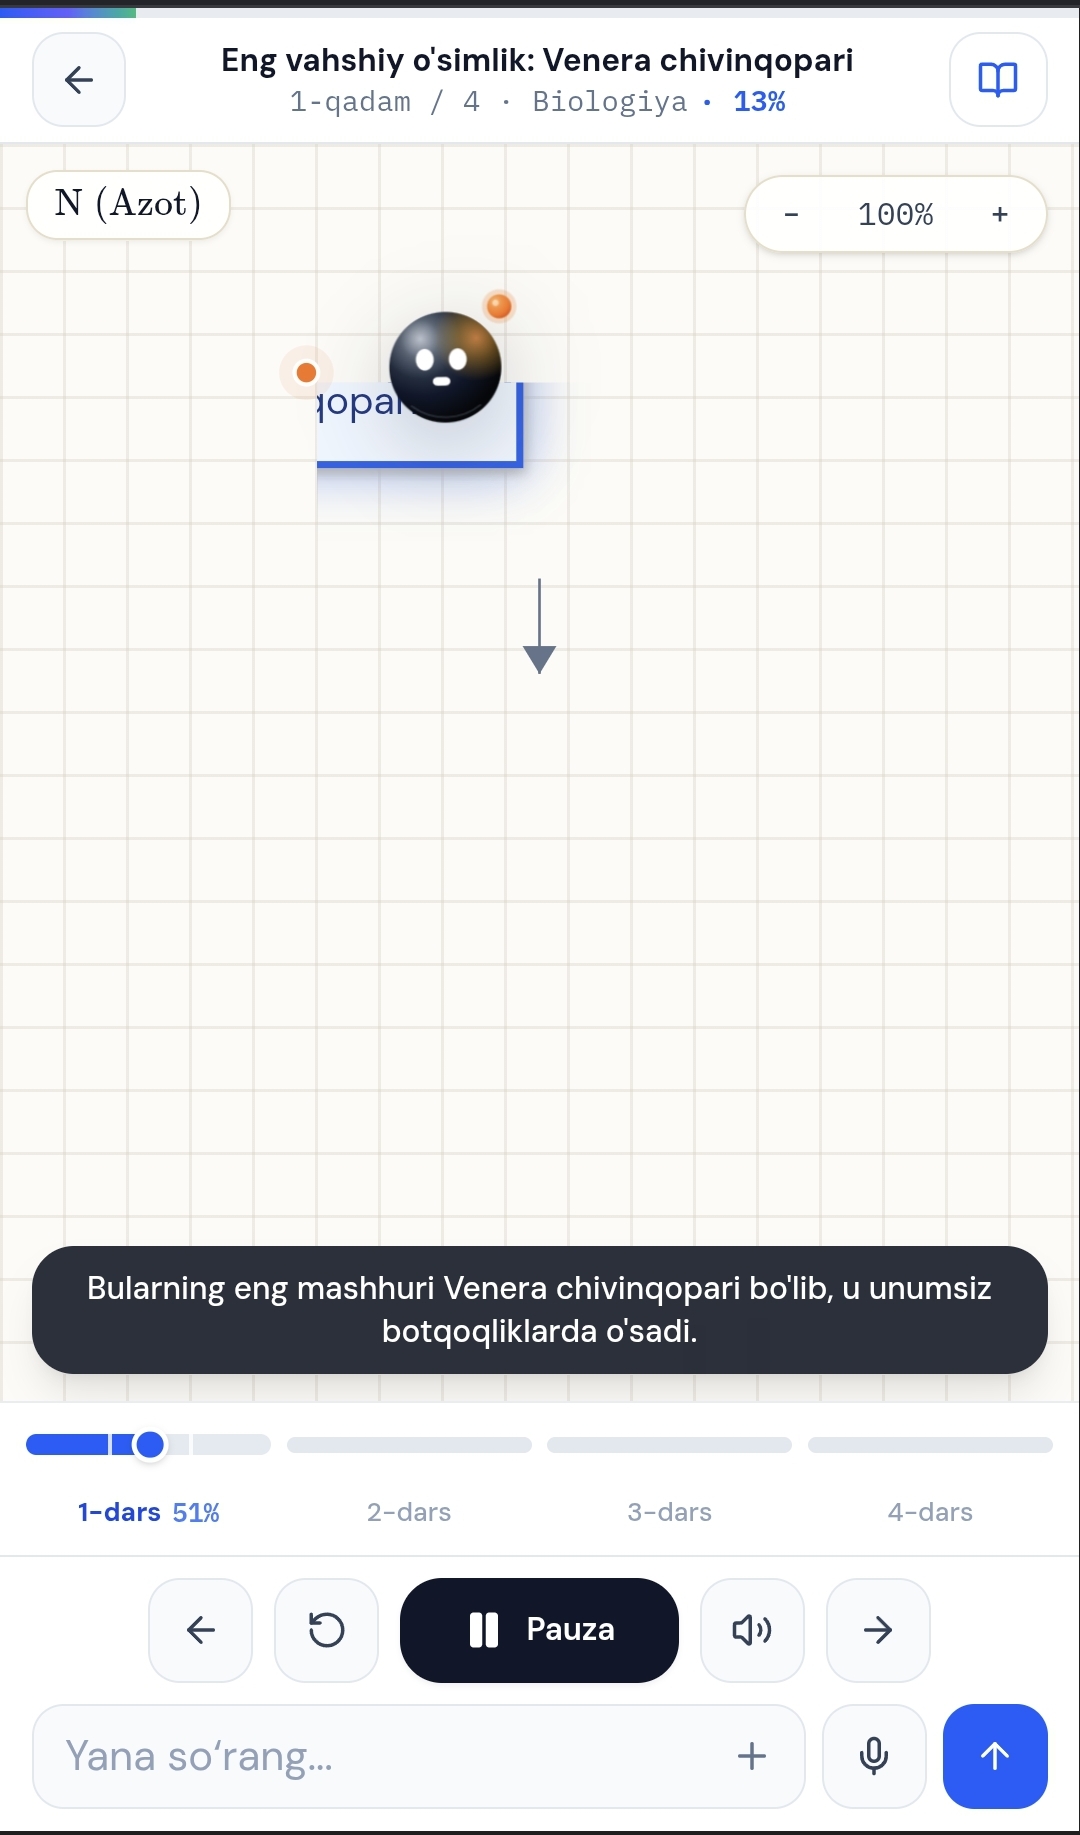 Eng vahshiy o'simlik: Venera chivinqopari
1-qadam / 4 · Biologiya • 13%
N (Azot)
- 100% +
Bularning eng mashhuri Venera chivinqopari bo'lib, u unumsiz
botqoqliklarda o'sadi.
1-dars 51%
2-dars
3-dars
4-dars
Pauza
Yana so‘rang...